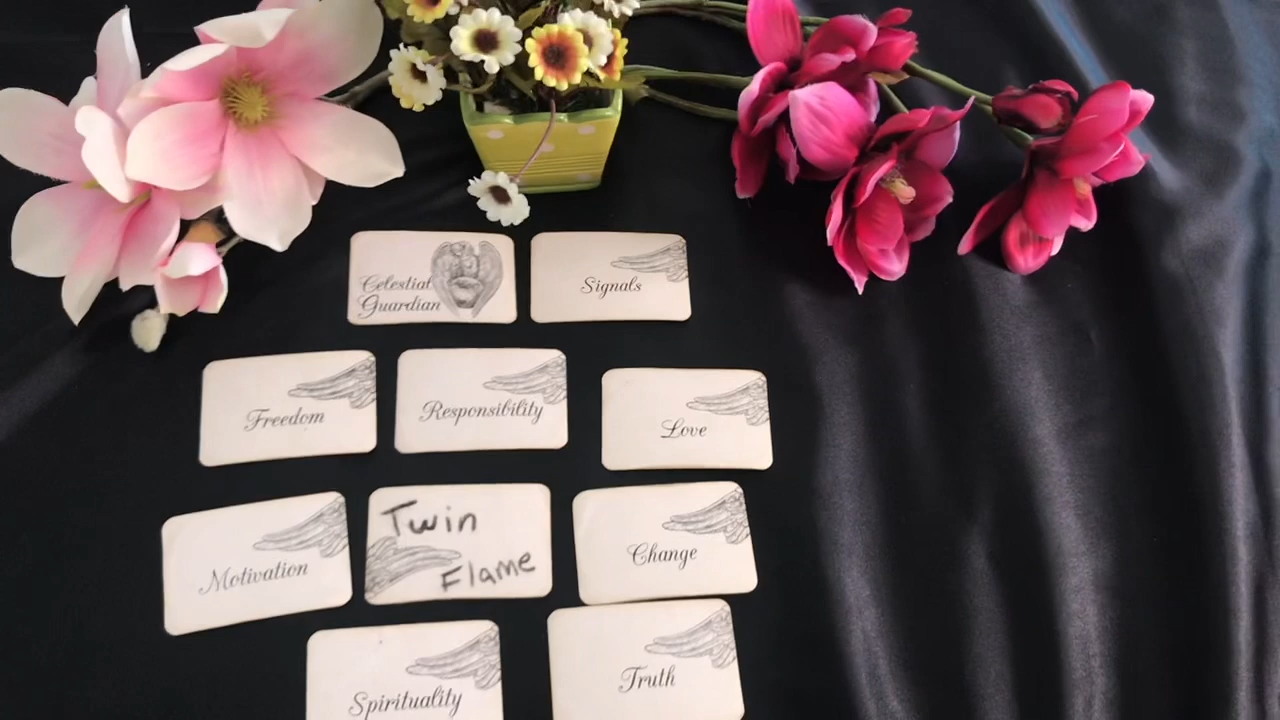 Celestial
Guardian
Signals
Freedom
Responsibility
Love
Motivation
Twin
Flame
Change
Spirituality
Truth